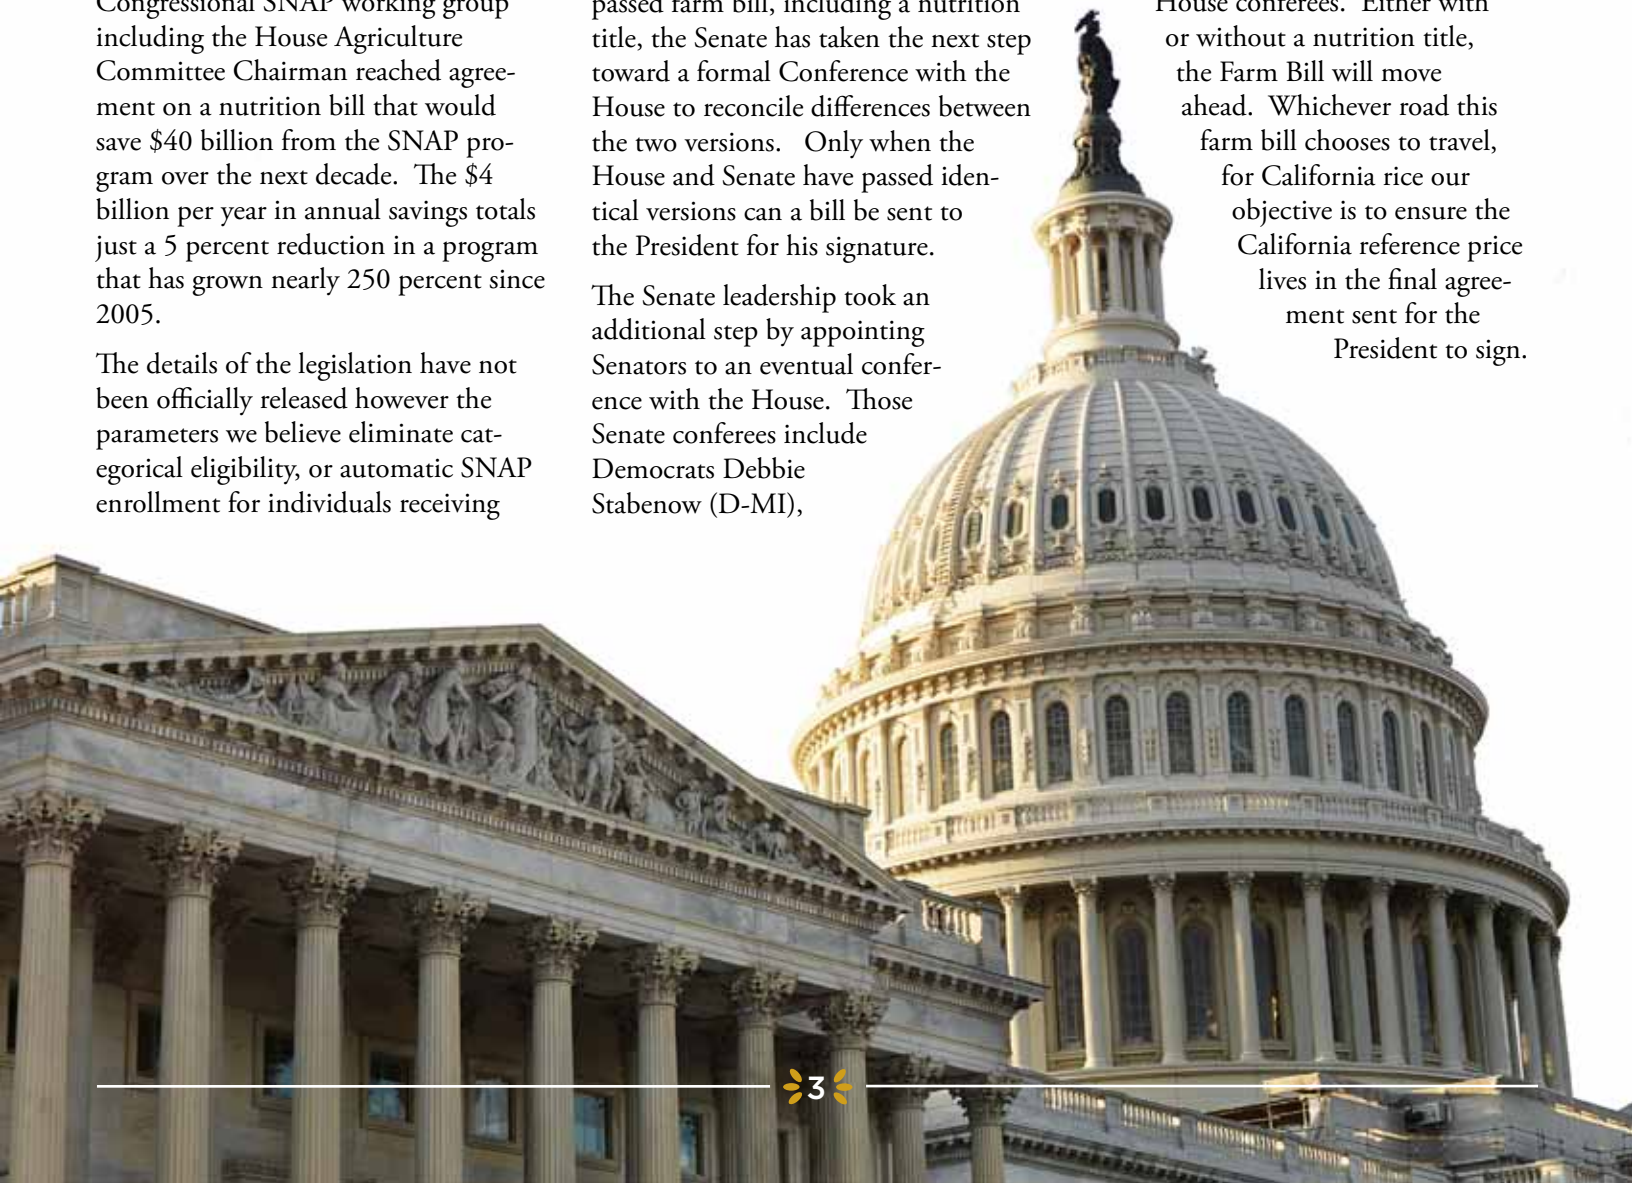 Congressional SNAP working group
including the House Agriculture
Committee Chairman reached agree-
ment on a nutrition bill that would
save $40 billion from the SNAP pro-
gram over the next decade.  The $4
billion per year in annual savings totals
just a 5 percent reduction in a program
that has grown nearly 250 percent since
2005.
The details of the legislation have not
been officially released however the
parameters we believe eliminate cat-
egorical eligibility, or automatic SNAP
enrollment for individuals receiving
passed farm bill, including a nutrition
title, the Senate has taken the next step
toward a formal Conference with the
House to reconcile differences between
the two versions.   Only when the
House and Senate have passed iden-
tical versions can a bill be sent to
the President for his signature.
The Senate leadership took an
additional step by appointing
Senators to an eventual confer-
ence with the House.  Those
Senate conferees include
Democrats Debbie
Stabenow (D-MI),
House conferees.  Either with
or without a nutrition title,
the Farm Bill will move
ahead.  Whichever road this
farm bill chooses to travel,
for California rice our
objective is to ensure the
California reference price
lives in the final agree-
ment sent for the
President to sign.
3